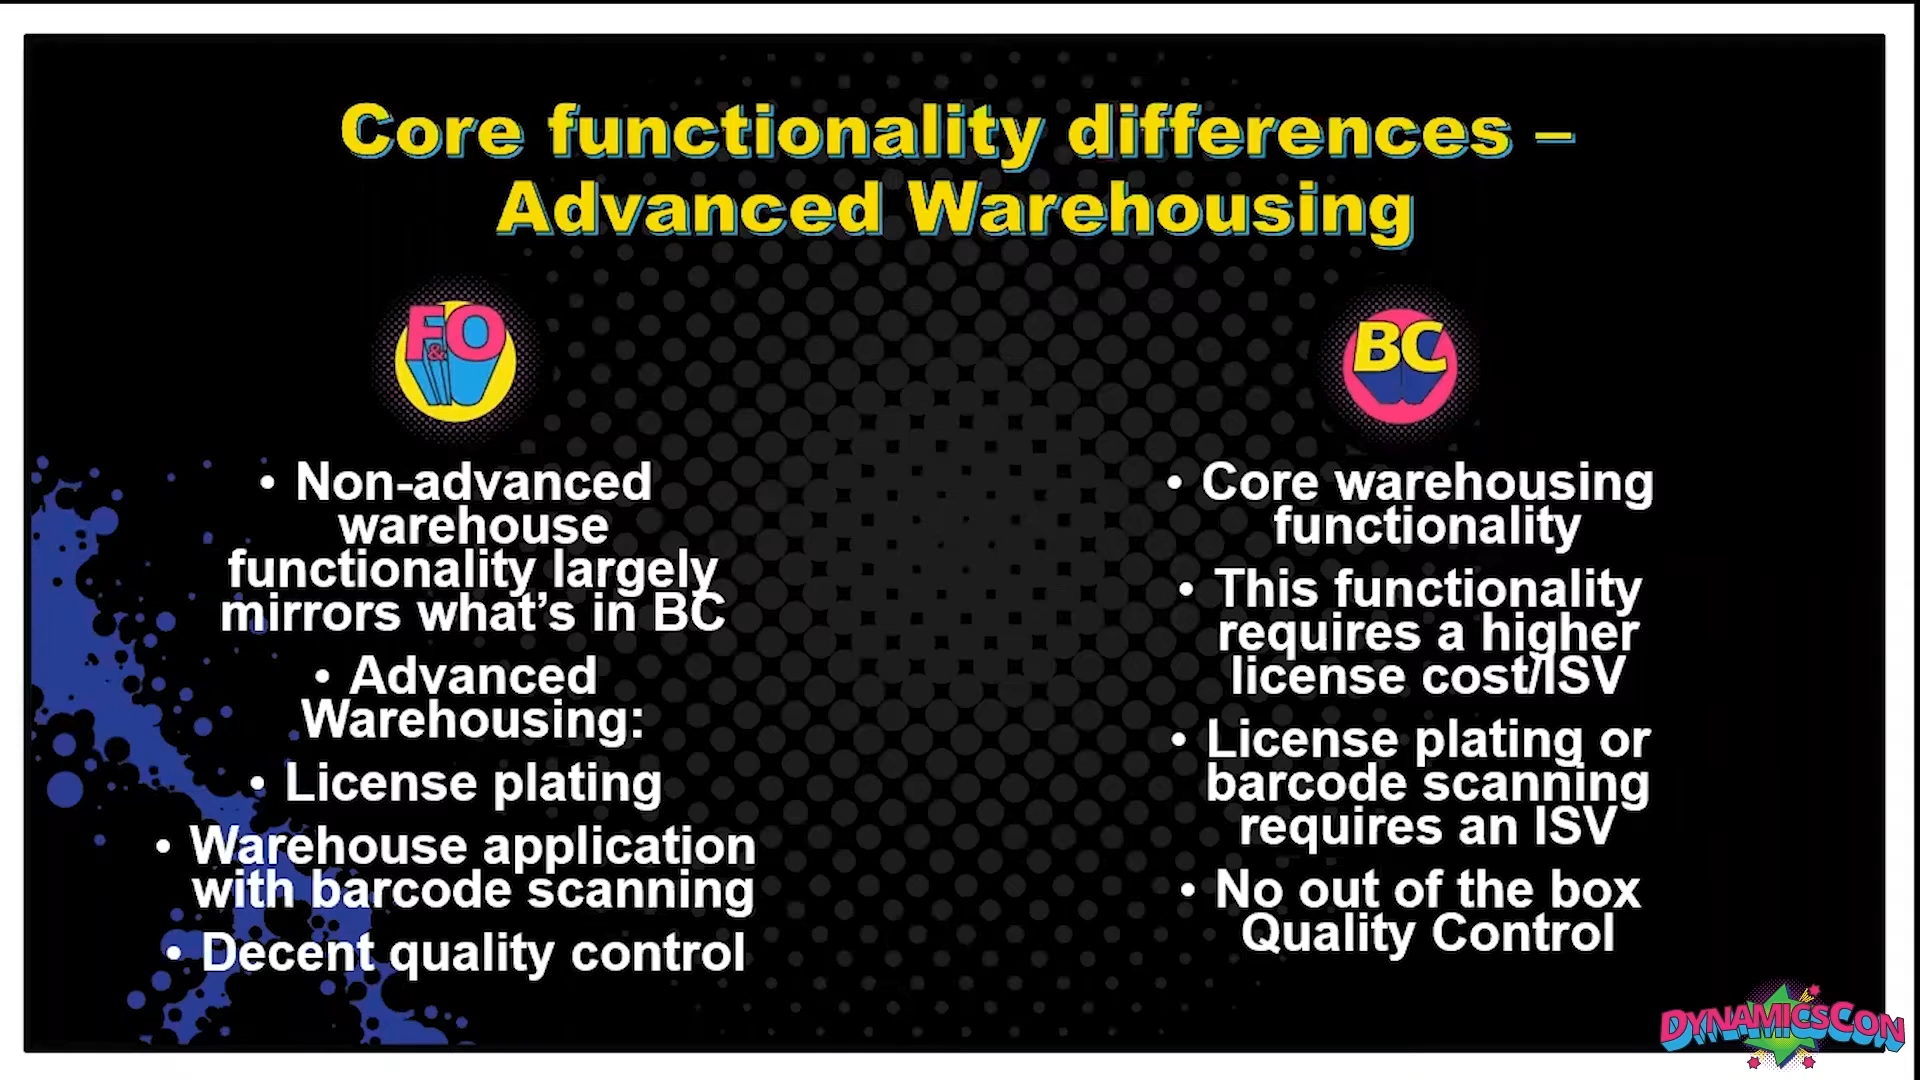 Core functionality differences –
Advanced Warehousing
F&O
• Non-advanced
warehouse
functionality largely
mirrors what’s in BC
• Advanced
Warehousing:
• License plating
• Warehouse application
with barcode scanning
• Decent quality control
BC
• Core warehousing
functionality
• This functionality
requires a higher
license cost/ISV
• License plating or
barcode scanning
requires an ISV
• No out of the box
Quality Control
DYNAMICSCON